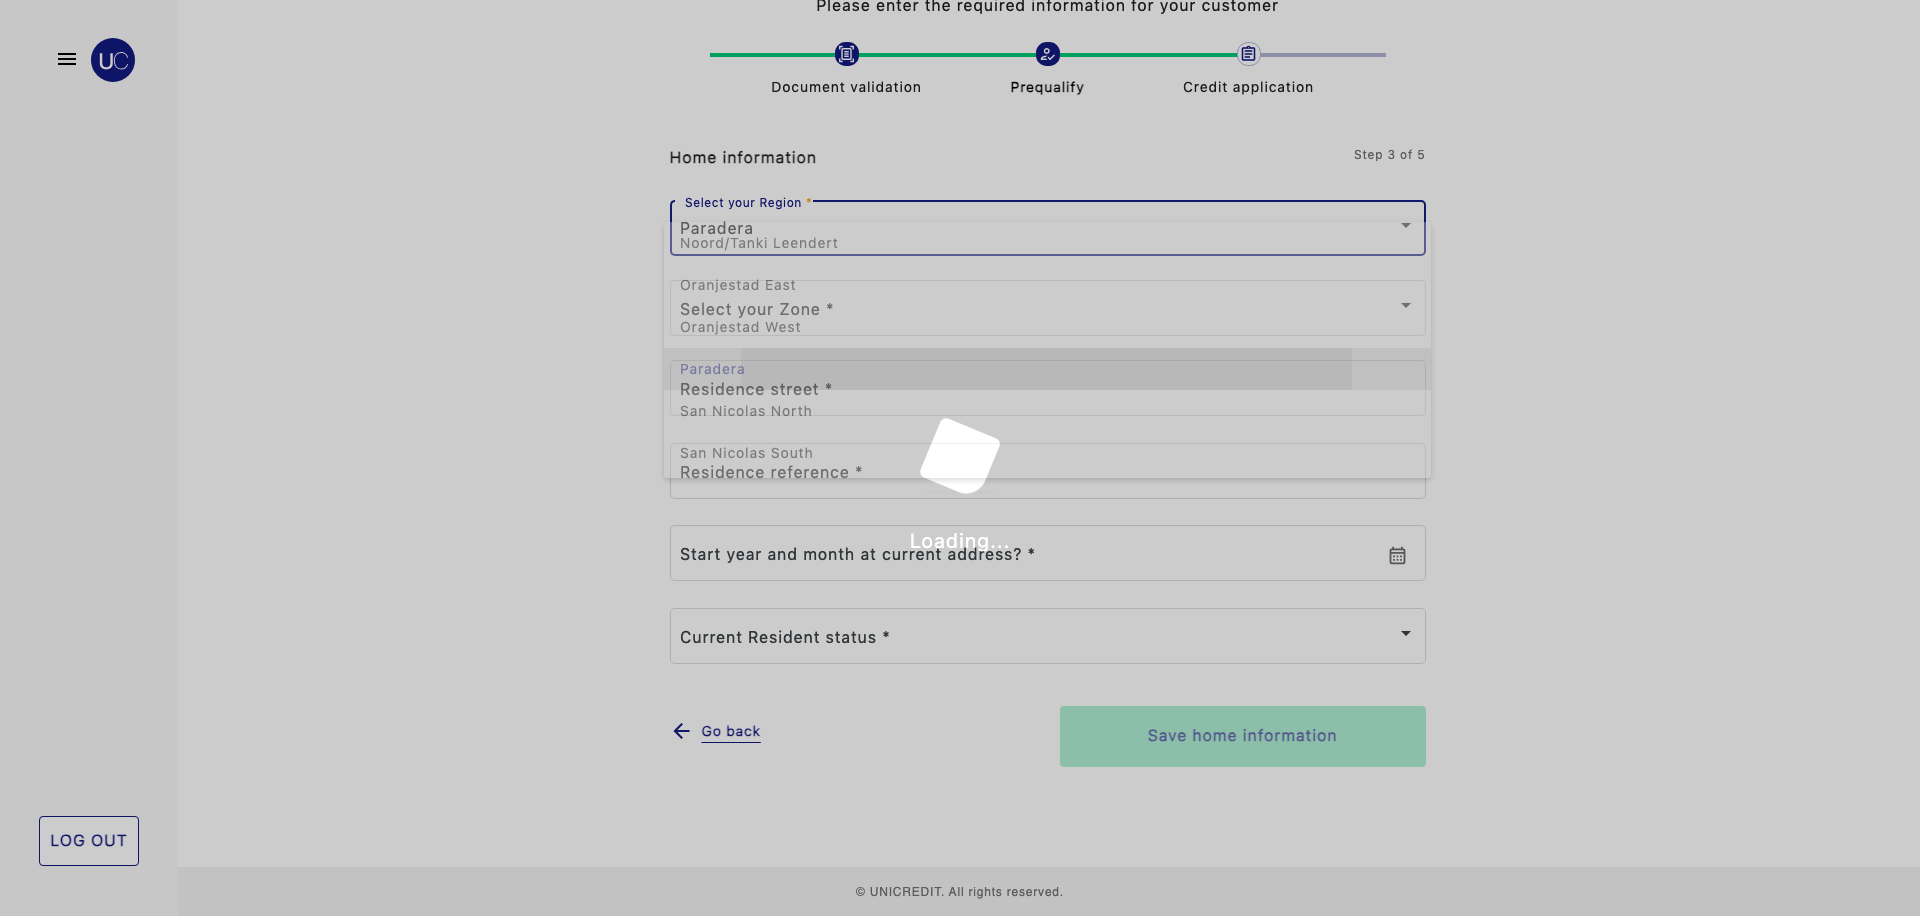 Please enter the required information for your customer
UC
Document validation
Prequalify
Credit application
Home information
Step 3 of 5
Select your Region *
Paradera
Noord/Tanki Leendert
Oranjestad East
Select your Zone *
Oranjestad West
Paradera
Residence street *
San Nicolas North
San Nicolas South
Residence reference *
Loading...
Start year and month at current address? *
Current Resident status *
Go back
Save home information
LOG OUT
© UNICREDIT. All rights reserved.